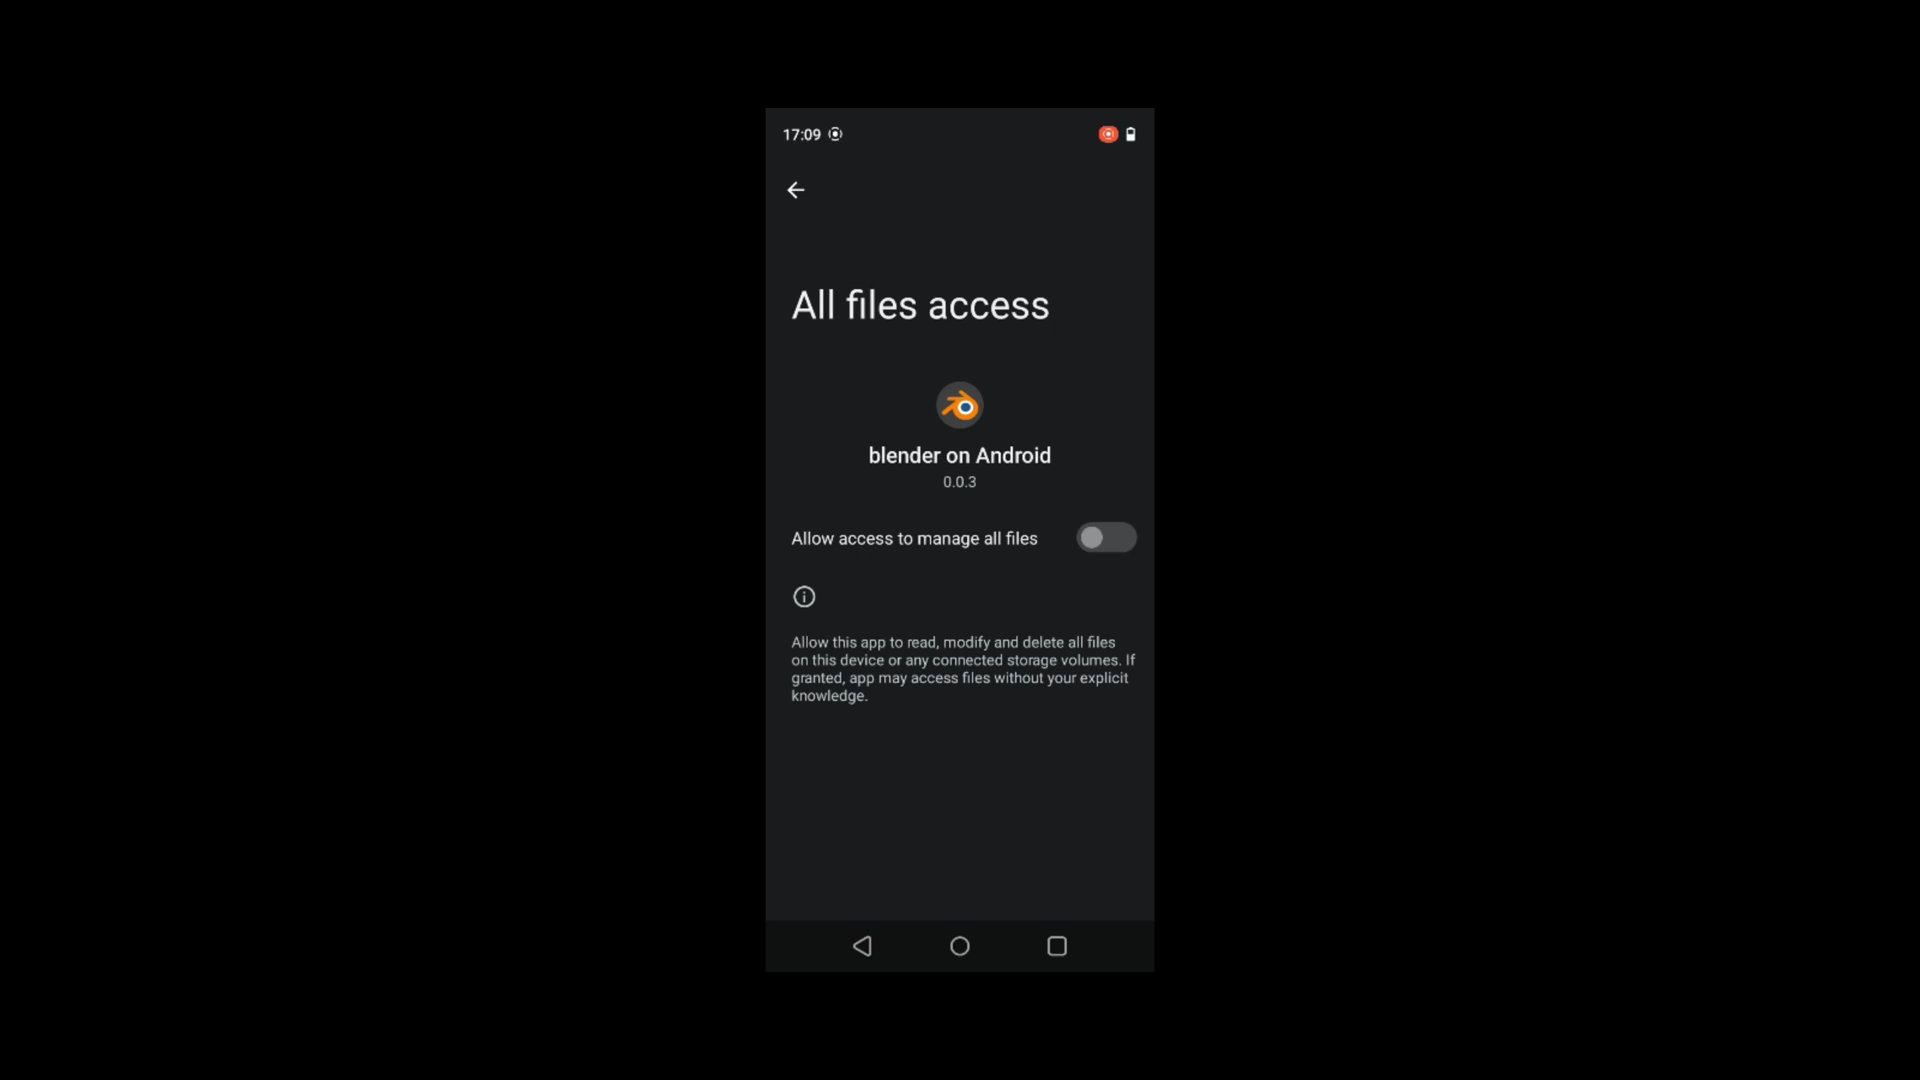 17:09
All files access
blender on Android
0.0.3
Allow access to manage all files
Allow this app to read, modify and delete all files
on this device or any connected storage volumes. If
granted, app may access files without your explicit
knowledge.